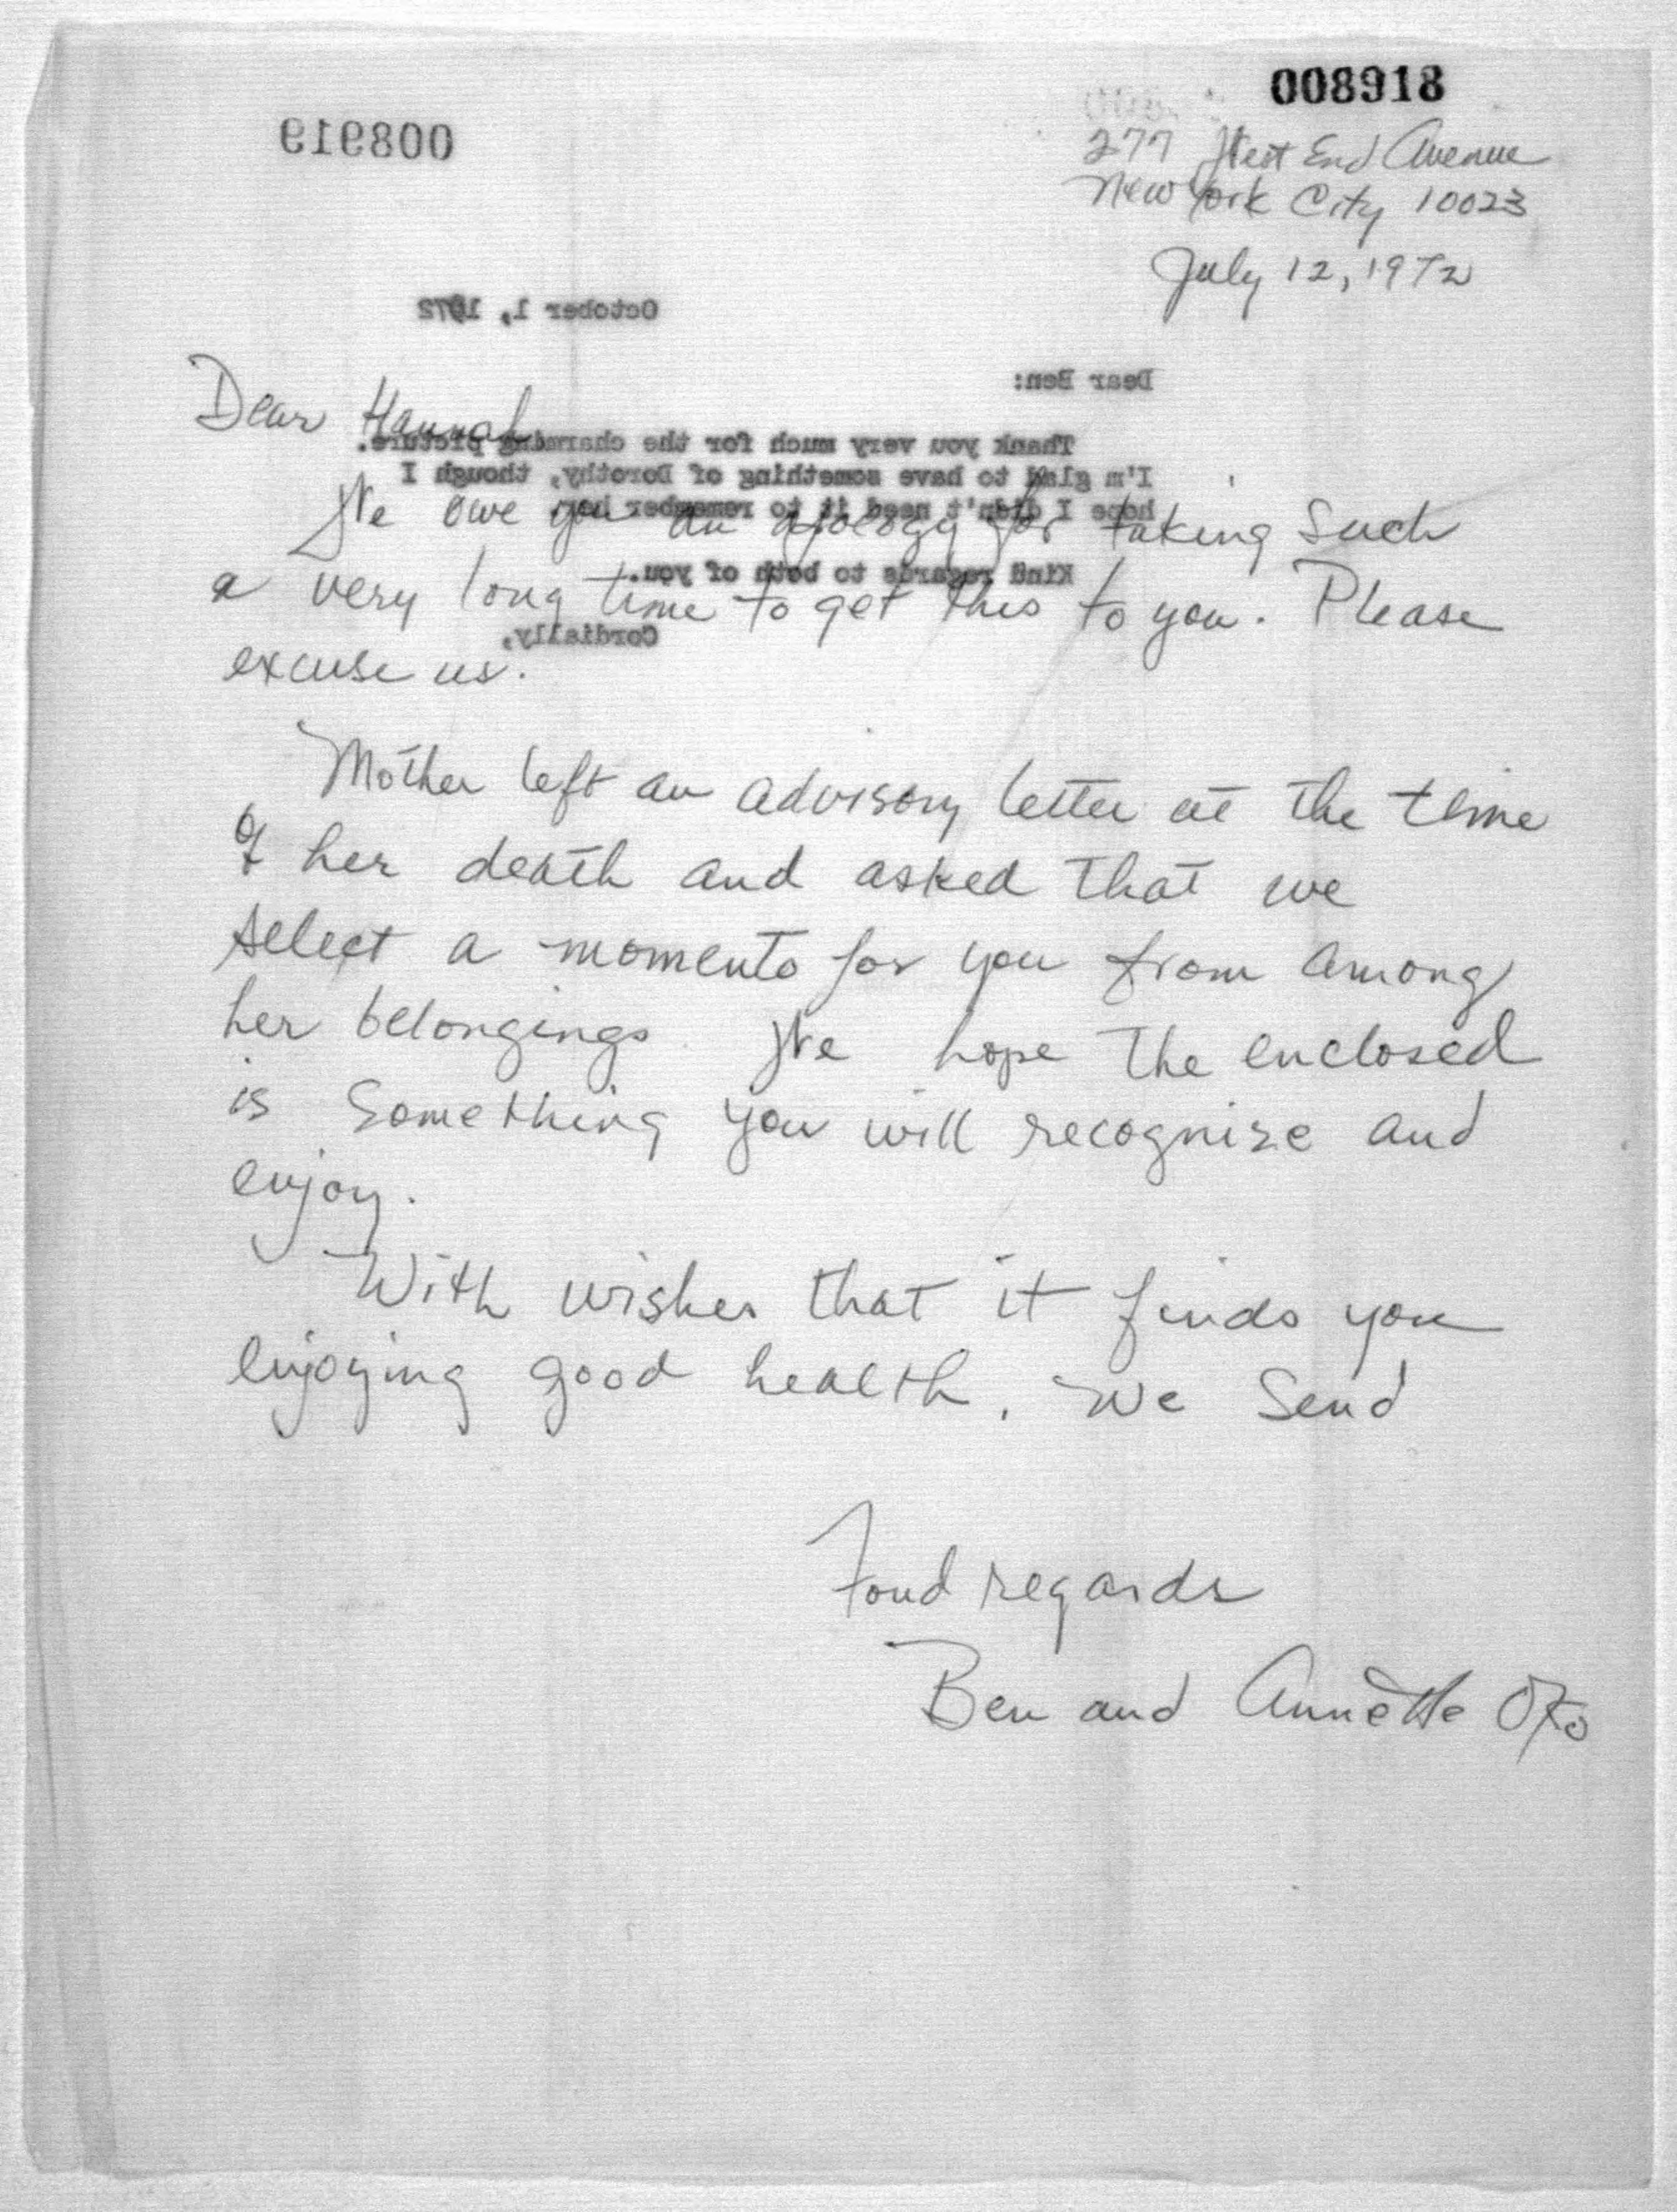 008918
277 West End Avenue
New York City 10023
July 12, 1972
008919
October 1, 1972
Dear Ben:
Thank you very much for the charming picture.
I'm glad to have something of Dorothy, though I
hope I didn't need it to remember her.
Kind regards to both of you.
Cordially,
Dear Hannah
We owe you an apology for taking such
a very long time to get this to you. Please
excuse us.
Mother left an advisory letter at the time
of her death and asked that we
select a momento for you from among
her belongings. We hope the enclosed
is something you will recognize and
enjoy.
With wishes that it finds you
enjoying good health, we send
Fond regards
Ben and Annette Oko